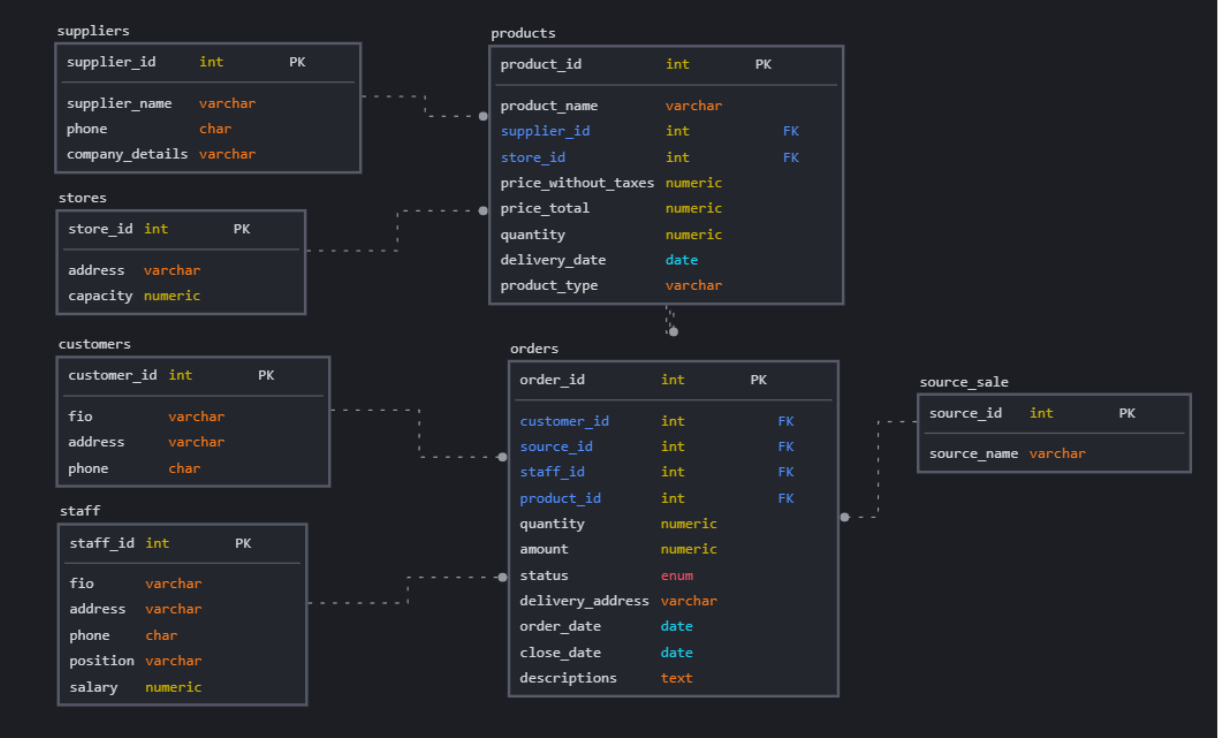 suppliers
supplier_id int PK
supplier_name varchar
phone char
company_details varchar
products
product_id int PK
product_name varchar
supplier_id int FK
store_id int FK
price_without_taxes numeric
price_total numeric
quantity numeric
delivery_date date
product_type varchar
stores
store_id int PK
address varchar
capacity numeric
customers
customer_id int PK
fio varchar
address varchar
phone char
orders
order_id int PK
customer_id int FK
source_id int FK
staff_id int FK
product_id int FK
quantity numeric
amount numeric
status enum
delivery_address varchar
order_date date
close_date date
descriptions text
source_sale
source_id int PK
source_name varchar
staff
staff_id int PK
fio varchar
address varchar
phone char
position varchar
salary numeric